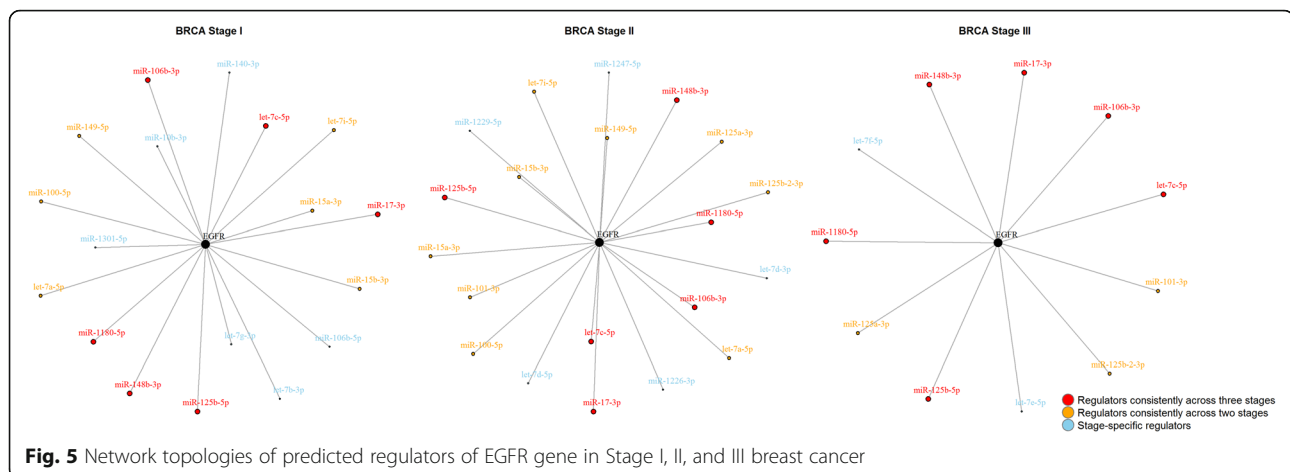 BRCA Stage I
BRCA Stage II
BRCA Stage III
miR-106b-3p
miR-140-3p
let-7c-5p
let-7i-5p
miR-149-5p
miR-100-5p
miR-15a-3p
miR-17-3p
EGFR
miR-1301-5p
let-7a-5p
miR-15b-3p
miR-1180-5p
miR-106b-5p
miR-148b-3p
let-7b-3p
miR-125b-5p
miR-1247-5p
let-7i-5p
miR-148b-3p
miR-1229-5p
miR-149-5p
miR-125a-3p
miR-15b-3p
miR-125b-5p
miR-125b-2-3p
miR-1180-5p
EGFR
miR-15a-3p
let-7d-3p
miR-101-3p
miR-106b-3p
let-7c-5p
miR-100-5p
let-7a-5p
let-7d-5p
miR-1226-3p
miR-17-3p
miR-17-3p
miR-148b-3p
miR-106b-3p
let-7f-5p
let-7c-5p
miR-1180-5p
EGFR
miR-101-3p
miR-125a-3p
miR-125b-2-3p
miR-125b-5p
let-7e-5p
Regulators consistently across three stages
Regulators consistently across two stages
Stage-specific regulators
Fig. 5 Network topologies of predicted regulators of EGFR gene in Stage I, II, and III breast cancer